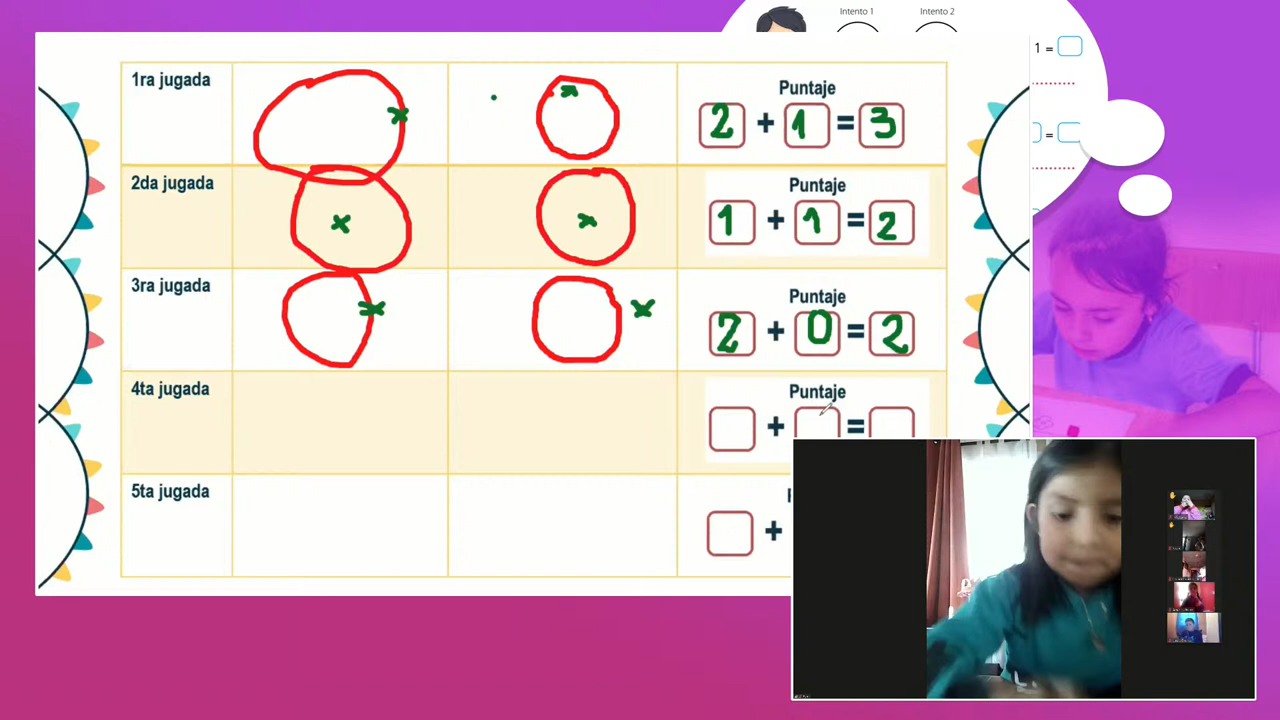 Intento 1 Intento 2
1 =
=
1ra jugada
Puntaje
2 + 1 = 3
2da jugada
Puntaje
1 + 1 = 2
3ra jugada
Puntaje
2 + 0 = 2
4ta jugada
Puntaje
+ =
5ta jugada
+